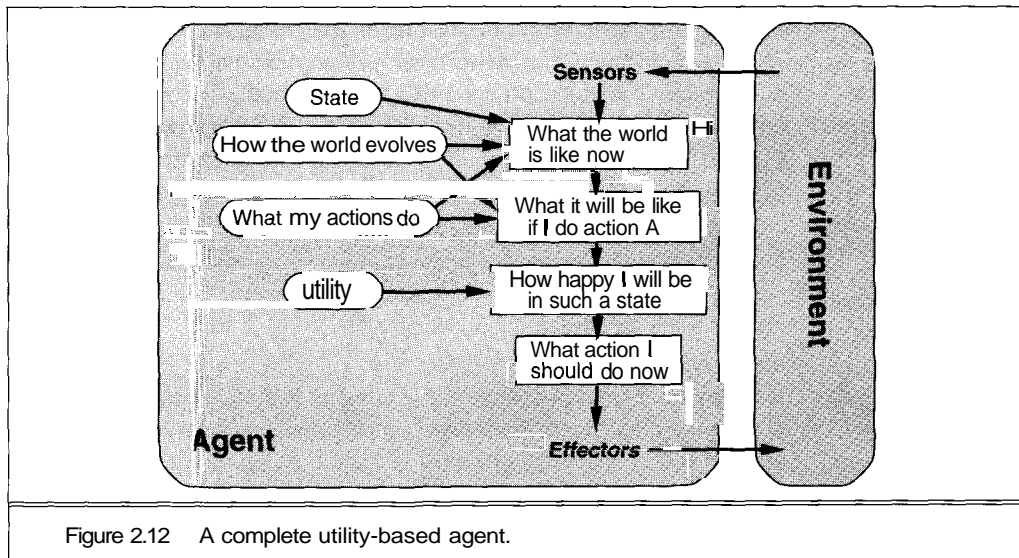 Sensors
State
What the world
is like now
How the world evolves
What it will be like
if I do action A
What my actions do
How happy I will be
in such a state
utility
What action I
should do now
Agent
Effectors
Environment
Figure 2.12 A complete utility-based agent.